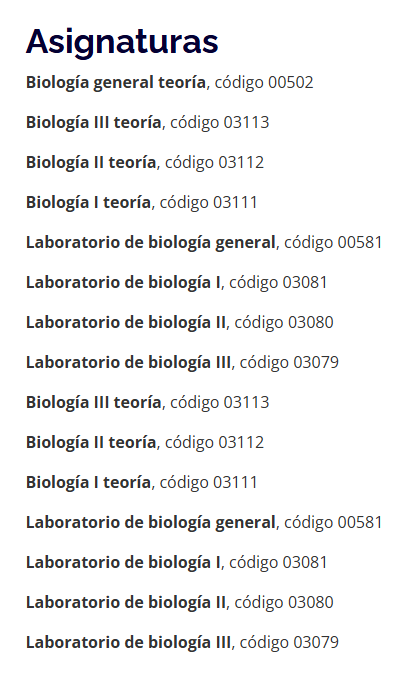 Asignaturas
Biología general teoría, código 00502
Biología III teoría, código 03113
Biología II teoría, código 03112
Biología I teoría, código 03111
Laboratorio de biología general, código 00581
Laboratorio de biología I, código 03081
Laboratorio de biología II, código 03080
Laboratorio de biología III, código 03079
Biología III teoría, código 03113
Biología II teoría, código 03112
Biología I teoría, código 03111
Laboratorio de biología general, código 00581
Laboratorio de biología I, código 03081
Laboratorio de biología II, código 03080
Laboratorio de biología III, código 03079